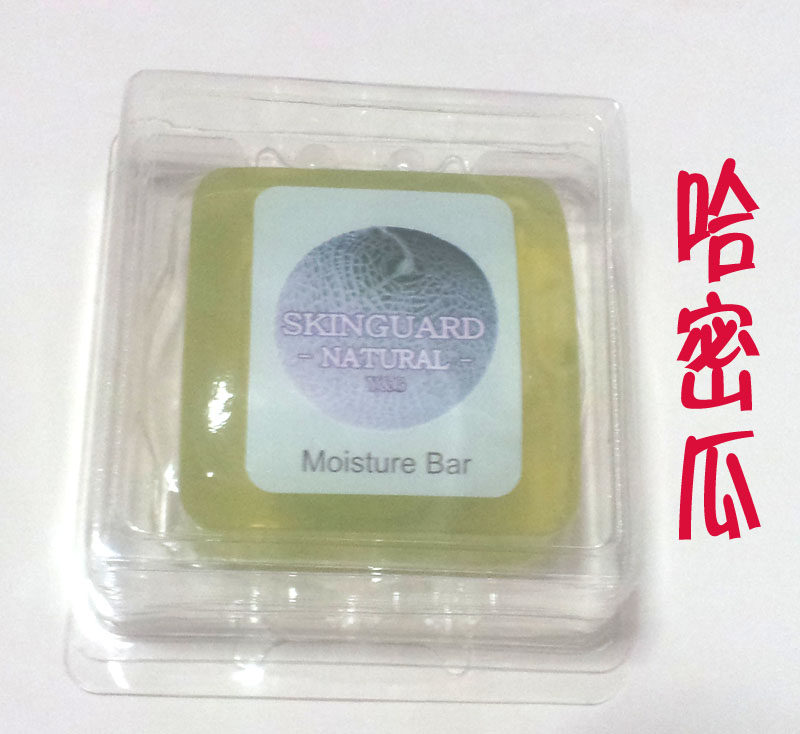 SKINGUARD
- NATURAL -
Moisture Bar
哈密瓜